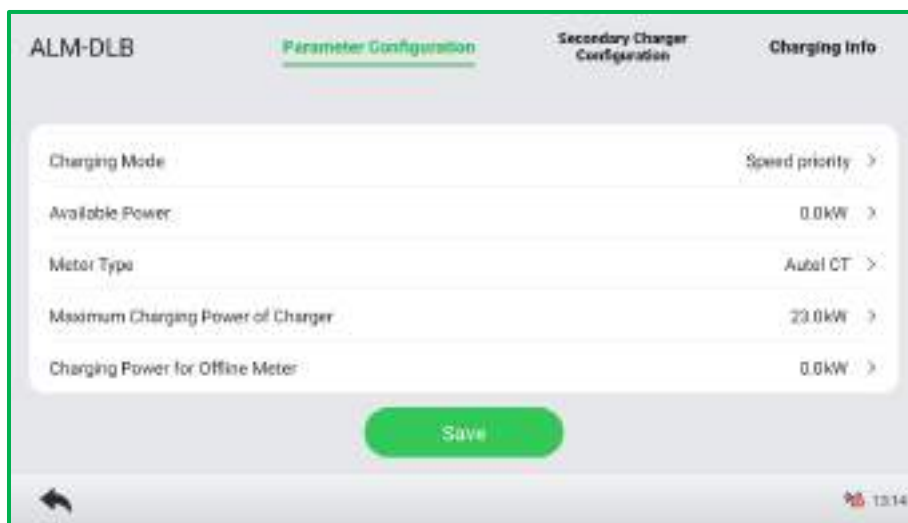 ALM-DLB
Parameter Configuration
Secondary Charger
Configuration
Charging Info
Charging Mode
Speed priority >
Available Power
0.0kW >
Meter Type
Autel CT >
Maximum Charging Power of Charger
23.0kW >
Charging Power for Offline Meter
0.0kW >
Save
13:14